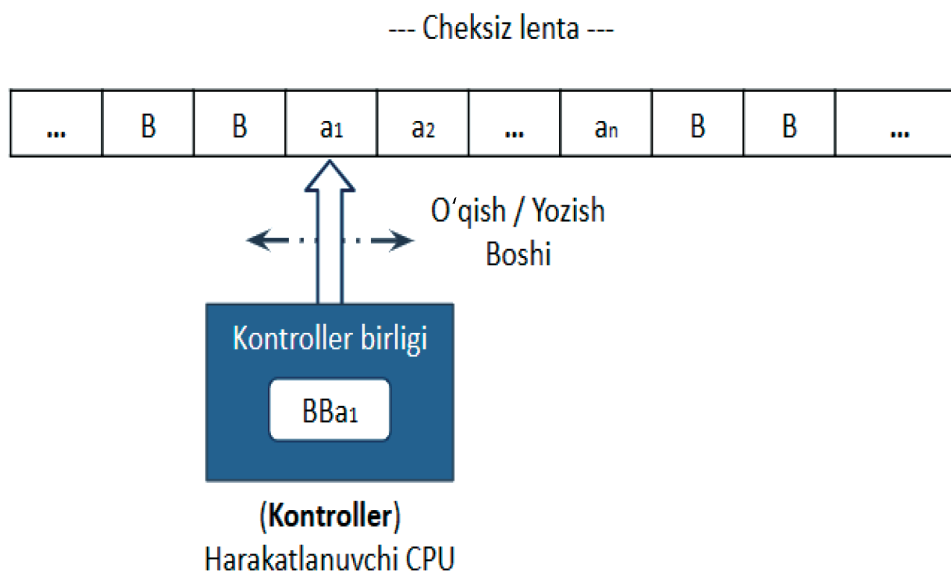 --- Cheksiz lenta ---
... B B a₁ a₂ ... aₙ B B ...
O‘qish / Yozish
Boshi
Kontroller birligi
BBa₁
(Kontroller)
Harakatlanuvchi CPU